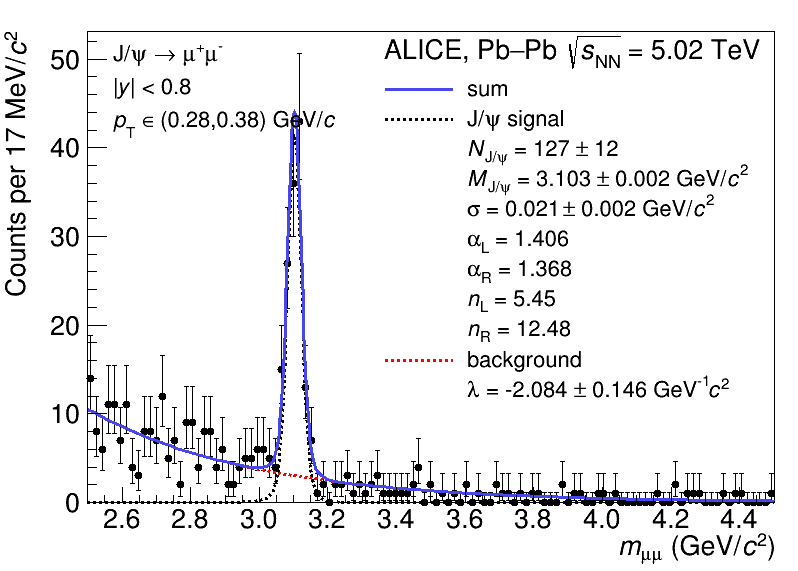 Counts per 17 MeV/c²
50
40
30
20
10
0
J/ψ → μ⁺μ⁻
|y| < 0.8
p_T ∈ (0.28,0.38) GeV/c
ALICE, Pb–Pb √s_NN = 5.02 TeV
sum
J/ψ signal
N_J/ψ = 127 ± 12
M_J/ψ = 3.103 ± 0.002 GeV/c²
σ = 0.021 ± 0.002 GeV/c²
α_L = 1.406
α_R = 1.368
n_L = 5.45
n_R = 12.48
background
λ = -2.084 ± 0.146 GeV⁻¹c²
2.6 2.8 3.0 3.2 3.4 3.6 3.8 4.0 4.2 4.4
m_μμ (GeV/c²)